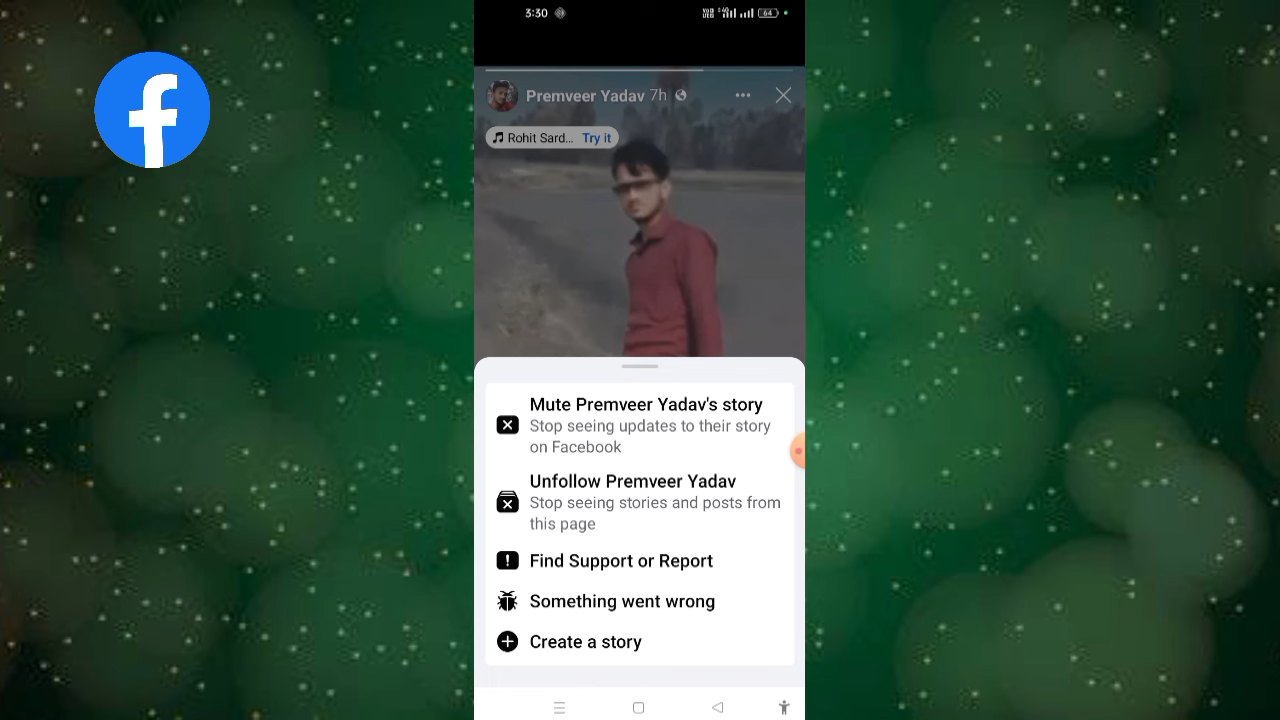 3:30 64
Premveer Yadav 7h
Rohit Sard... Try it
Mute Premveer Yadav's story
Stop seeing updates to their story
on Facebook
Unfollow Premveer Yadav
Stop seeing stories and posts from
this page
Find Support or Report
Something went wrong
Create a story